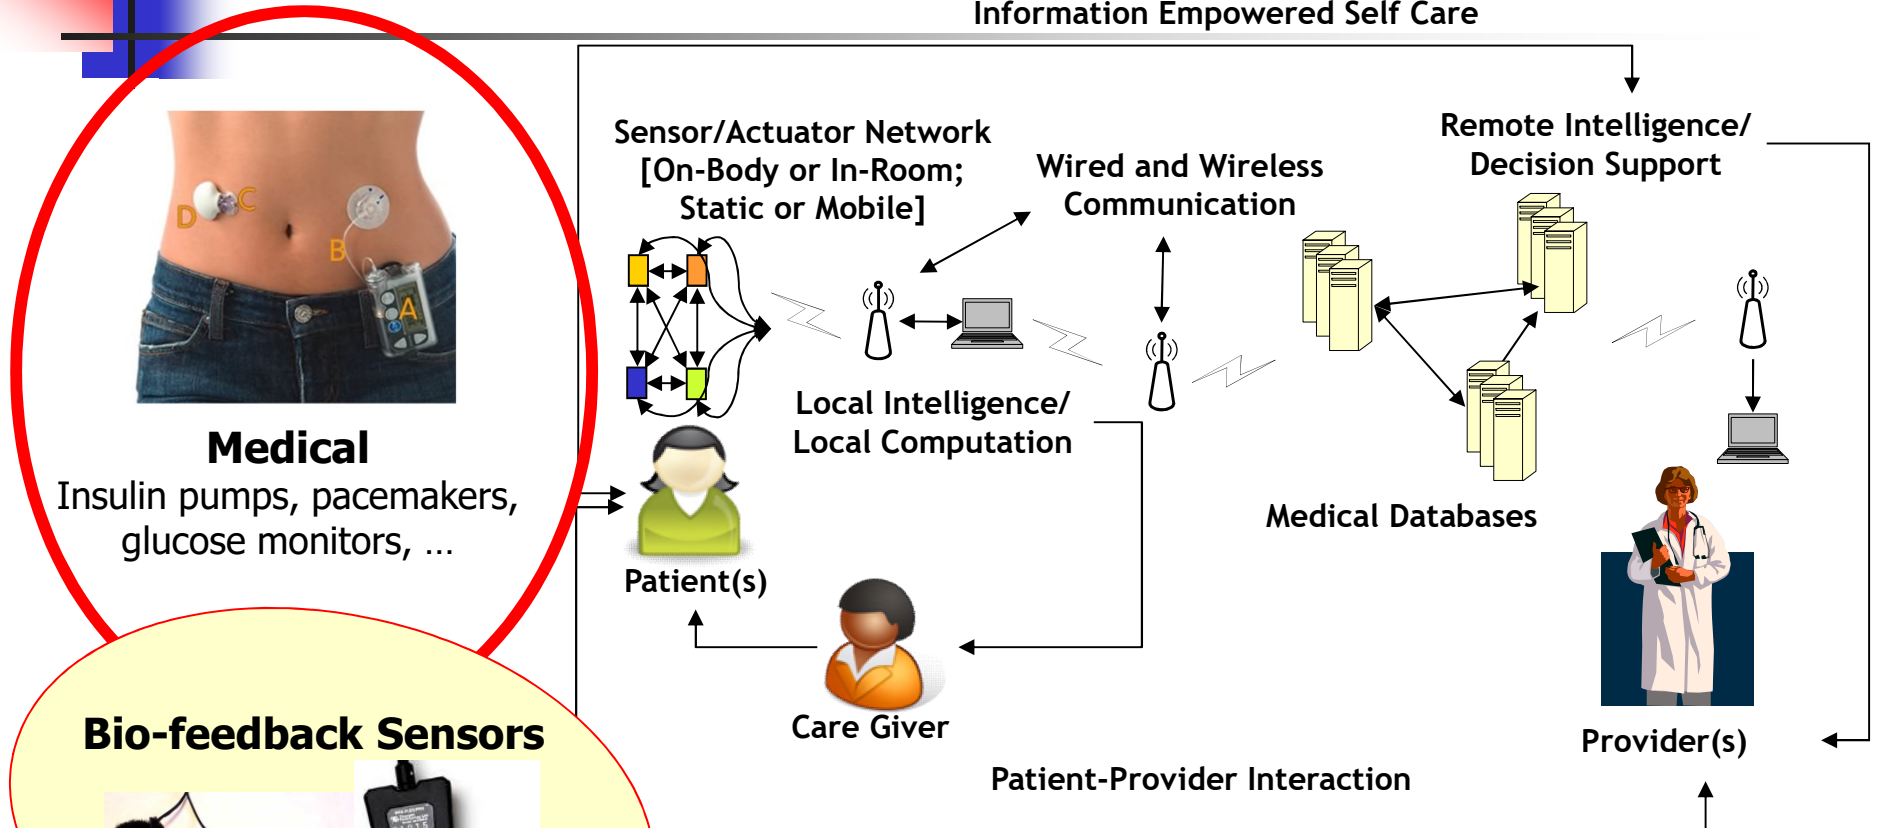 Information Empowered Self Care
Sensor/Actuator Network
[On-Body or In-Room;
Static or Mobile]
Wired and Wireless
Communication
Remote Intelligence/
Decision Support
D
C
B
A
Local Intelligence/
Local Computation
Medical
Insulin pumps, pacemakers,
glucose monitors, ...
Medical Databases
Patient(s)
Care Giver
Bio-feedback Sensors
Provider(s)
Patient-Provider Interaction